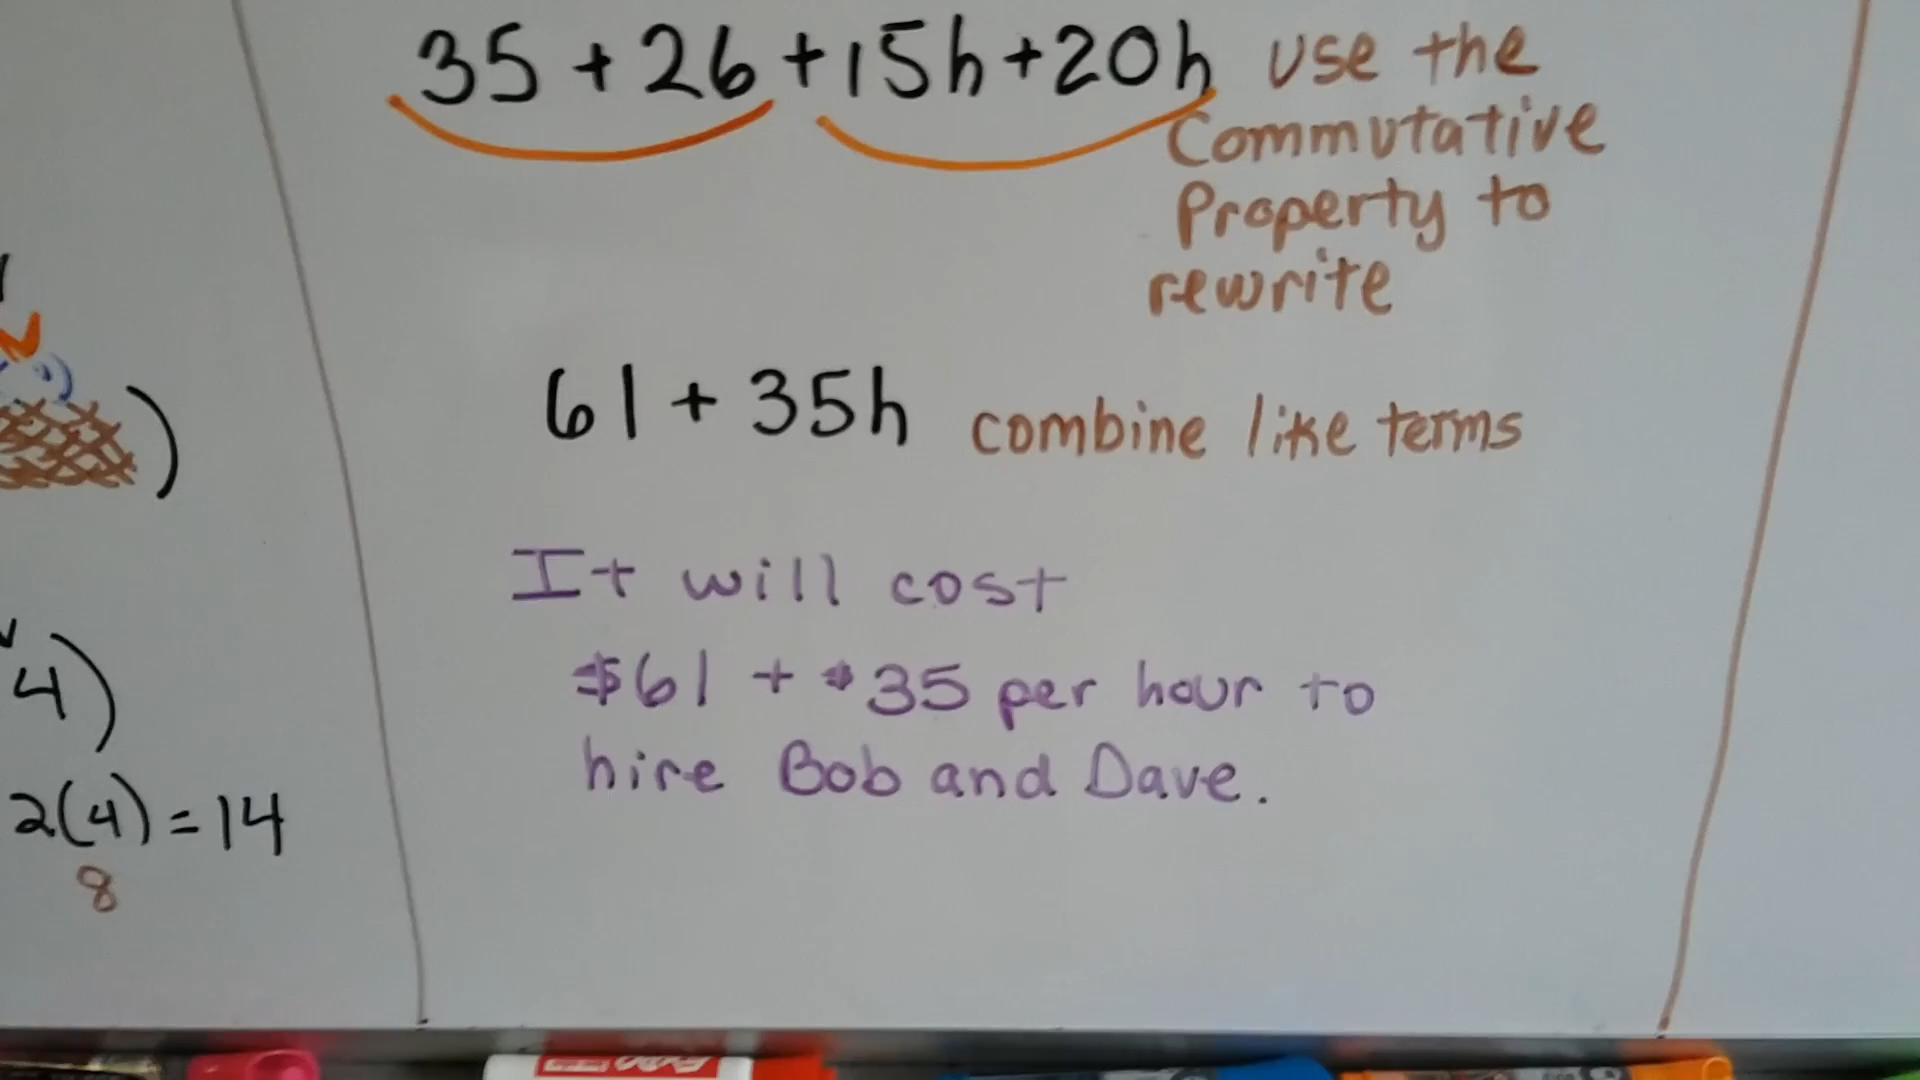 35 + 26 + 15h + 20h use the
Commutative
Property to
rewrite
61 + 35h combine like terms
It will cost
$61 + $35 per hour to
hire Bob and Dave.
4)
2(4) = 14
8